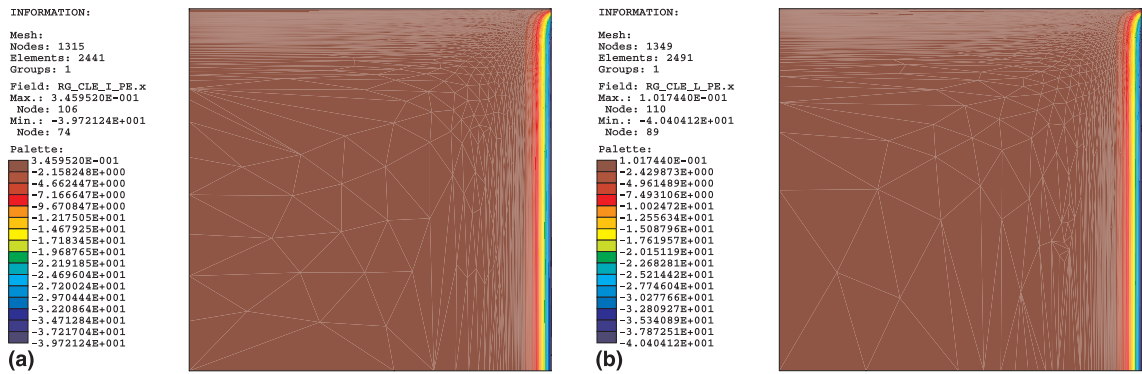 INFORMATION:
Mesh:
Nodes: 1315
Elements: 2441
Groups: 1
Field: RG_CLE_I_PE.x
Max.: 3.459520E-001
Node: 106
Min.: -3.972124E+001
Node: 74
Palette:
3.459520E-001
-2.158248E+000
-4.662447E+000
-7.166647E+000
-9.670847E+000
-1.217505E+001
-1.467925E+001
-1.718345E+001
-1.968765E+001
-2.219185E+001
-2.469604E+001
-2.720024E+001
-2.970444E+001
-3.220864E+001
-3.471284E+001
-3.721704E+001
-3.972124E+001
(a)
INFORMATION:
Mesh:
Nodes: 1349
Elements: 2491
Groups: 1
Field: RG_CLE_L_PE.x
Max.: 1.017440E-001
Node: 110
Min.: -4.040412E+001
Node: 89
Palette:
1.017440E-001
-2.429873E+000
-4.961489E+000
-7.493106E+000
-1.002472E+001
-1.255634E+001
-1.508796E+001
-1.761957E+001
-2.015119E+001
-2.268281E+001
-2.521442E+001
-2.774604E+001
-3.027766E+001
-3.280927E+001
-3.534089E+001
-3.787251E+001
-4.040412E+001
(b)